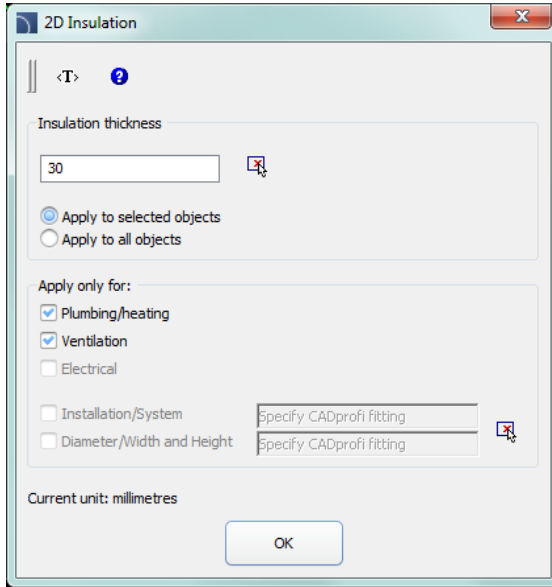 2D Insulation
<T>
Insulation thickness
30
Apply to selected objects
Apply to all objects
Apply only for:
Plumbing/heating
Ventilation
Electrical
Installation/System Specify CADprofi fitting
Diameter/Width and Height Specify CADprofi fitting
Current unit: millimetres
OK